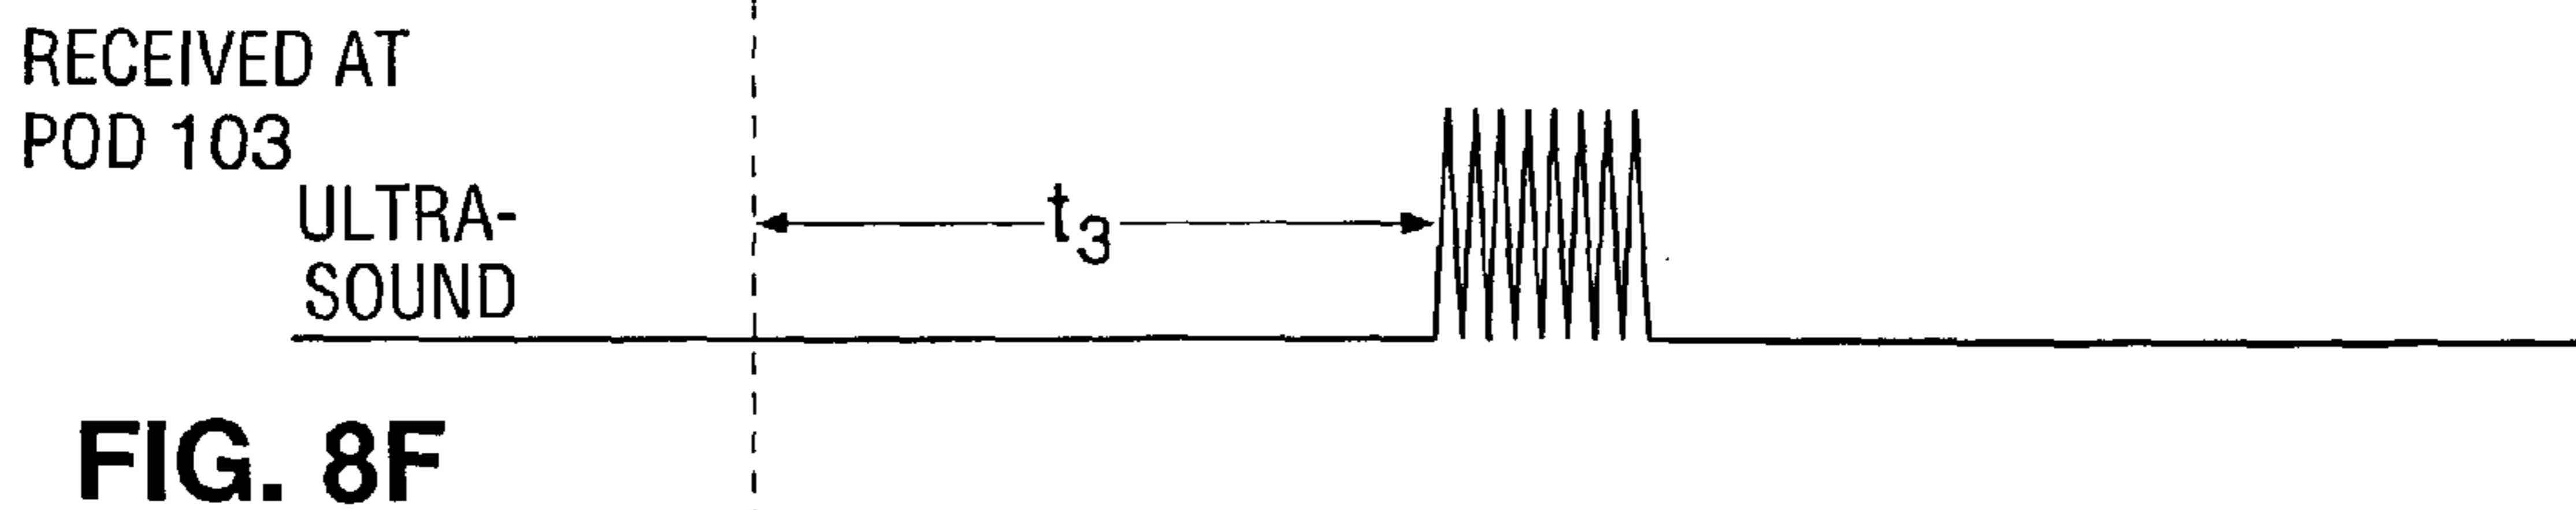 RECEIVED AT
POD 103
ULTRA-
SOUND
t3
FIG. 8F